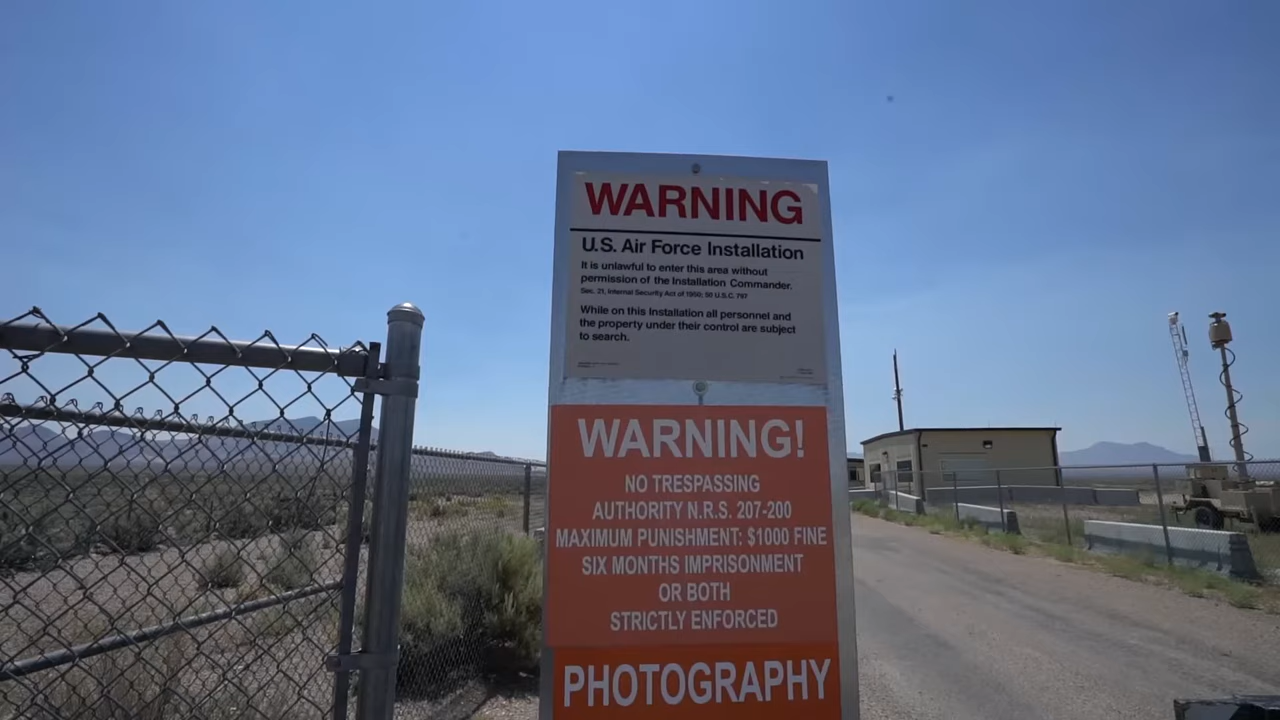 WARNING
U.S. Air Force Installation
It is unlawful to enter this area without
permission of the Installation Commander.
Sec. 21, Internal Security Act of 1950; 50 U.S.C. 797
While on this Installation all personnel and
the property under their control are subject
to search.
WARNING!
NO TRESPASSING
AUTHORITY N.R.S. 207-200
MAXIMUM PUNISHMENT: $1000 FINE
SIX MONTHS IMPRISONMENT
OR BOTH
STRICTLY ENFORCED
PHOTOGRAPHY